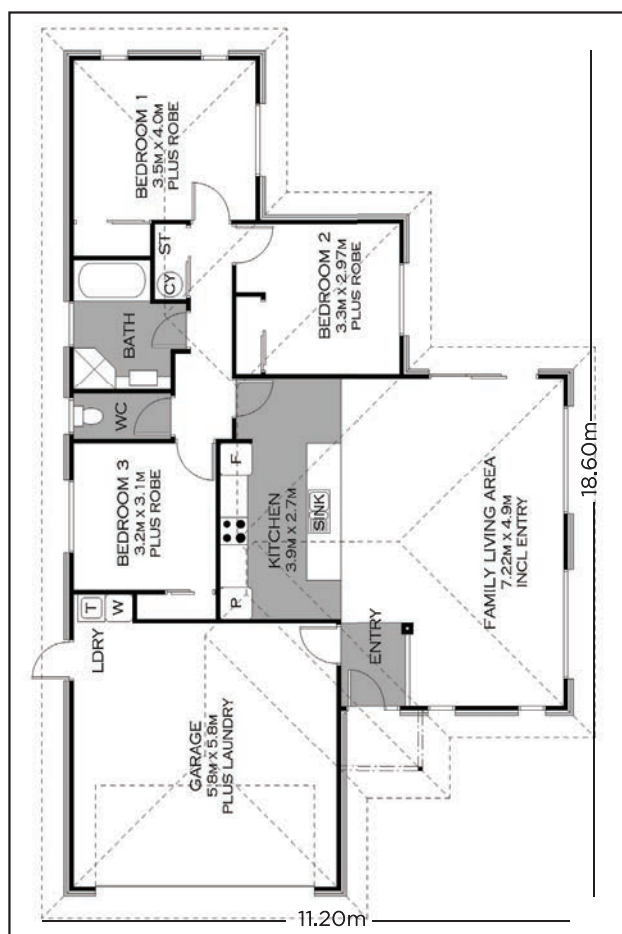 BEDROOM 1
3.5M X 4.0M
PLUS ROBE
ST
CY
BEDROOM 2
3.3M X 2.97M
PLUS ROBE
BATH
WC
BEDROOM 3
3.2M X 3.1M
PLUS ROBE
F
KITCHEN
3.9M X 2.7M
SINK
P
FAMILY LIVING AREA
7.22M X 4.9M
INCL ENTRY
18.60m
T
W
LDRY
ENTRY
GARAGE
5.8M X 5.8M
PLUS LAUNDRY
11.20m